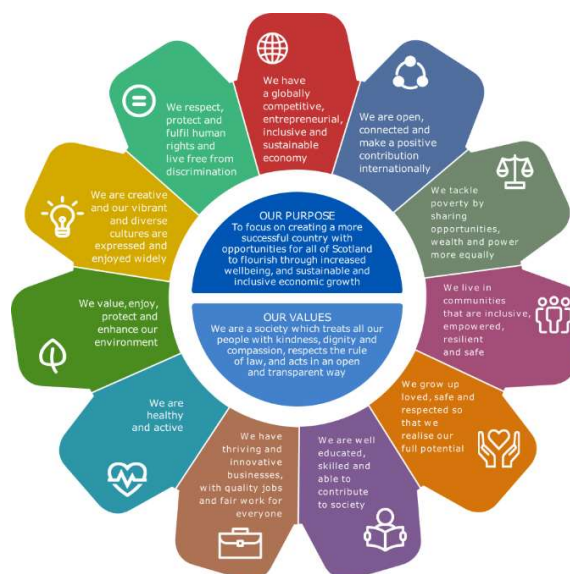 We have
a globally
competitive,
entrepreneurial,
inclusive and
sustainable
economy
We are open,
connected and
make a positive
contribution
internationally
We tackle
poverty by
sharing
opportunities,
wealth and power
more equally
We live in
communities
that are inclusive,
empowered,
resilient
and safe
We grow up
loved, safe and
respected so
that we
realise our
full potential
We are well
educated,
skilled and
able to
contribute
to society
We have
thriving and
innovative
businesses,
with quality jobs
and fair work for
everyone
We are
healthy
and active
We value, enjoy,
protect and
enhance our
environment
We are creative
and our vibrant
and diverse
cultures are
expressed and
enjoyed widely
We respect,
protect and
fulfil human
rights and
live free from
discrimination
OUR PURPOSE
To focus on creating a more
successful country with
opportunities for all of Scotland
to flourish through increased
wellbeing, and sustainable and
inclusive economic growth
OUR VALUES
We are a society which treats all our
people with kindness, dignity and
compassion, respects the rule
of law, and acts in an open
and transparent way